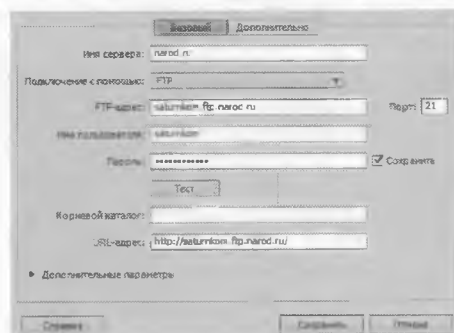 Базовый Дополнительно
Имя сервера: narod.ru
Подключение с помощью: FTP
FTP-адрес: saturnkom.ftp.narod.ru Порт: 21
Имя пользователя: saturnkom
Пароль: •••••••••••• Сохранить
Тест
Корневой каталог:
URL-адрес: http://saturnkom.ftp.narod.ru/
Дополнительные параметры
Справка Сохранить Отмена